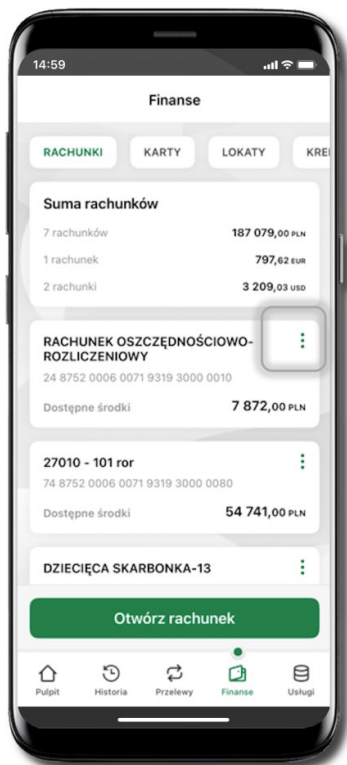 14:59
Finanse
RACHUNKI KARTY LOKATY KRE
Suma rachunków
7 rachunków 187 079,00 PLN
1 rachunek 797,62 EUR
2 rachunki 3 209,03 USD
RACHUNEK OSZCZĘDNOŚCIOWO-
ROZLICZENIOWY
24 8752 0006 0071 9319 3000 0010
Dostępne środki 7 872,00 PLN
27010 - 101 ror
74 8752 0006 0071 9319 3000 0080
Dostępne środki 54 741,00 PLN
DZIECIĘCA SKARBONKA-13
Otwórz rachunek
Pulpit Historia Przelewy Finanse Usługi